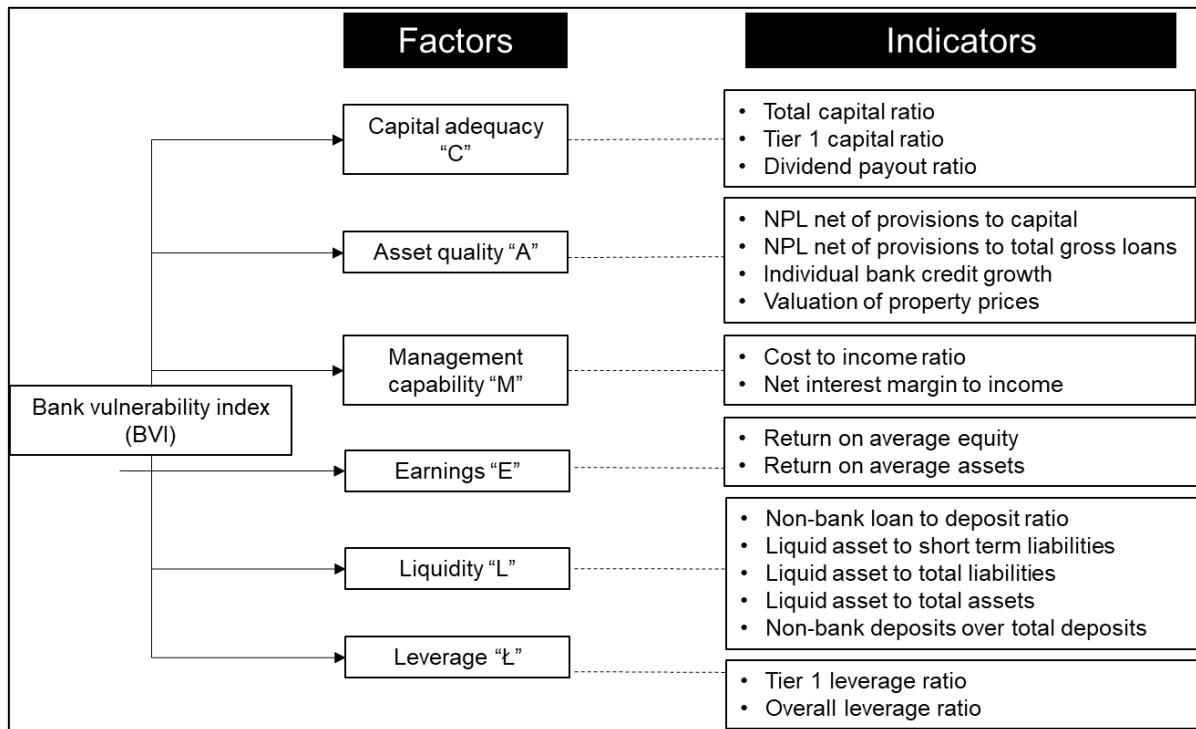 Factors
Indicators
Capital adequacy
“C”
• Total capital ratio
• Tier 1 capital ratio
• Dividend payout ratio
Asset quality “A”
• NPL net of provisions to capital
• NPL net of provisions to total gross loans
• Individual bank credit growth
• Valuation of property prices
Management
capability “M”
• Cost to income ratio
• Net interest margin to income
Bank vulnerability index
(BVI)
Earnings “E”
• Return on average equity
• Return on average assets
Liquidity “L”
• Non-bank loan to deposit ratio
• Liquid asset to short term liabilities
• Liquid asset to total liabilities
• Liquid asset to total assets
• Non-bank deposits over total deposits
Leverage “Ł”
• Tier 1 leverage ratio
• Overall leverage ratio